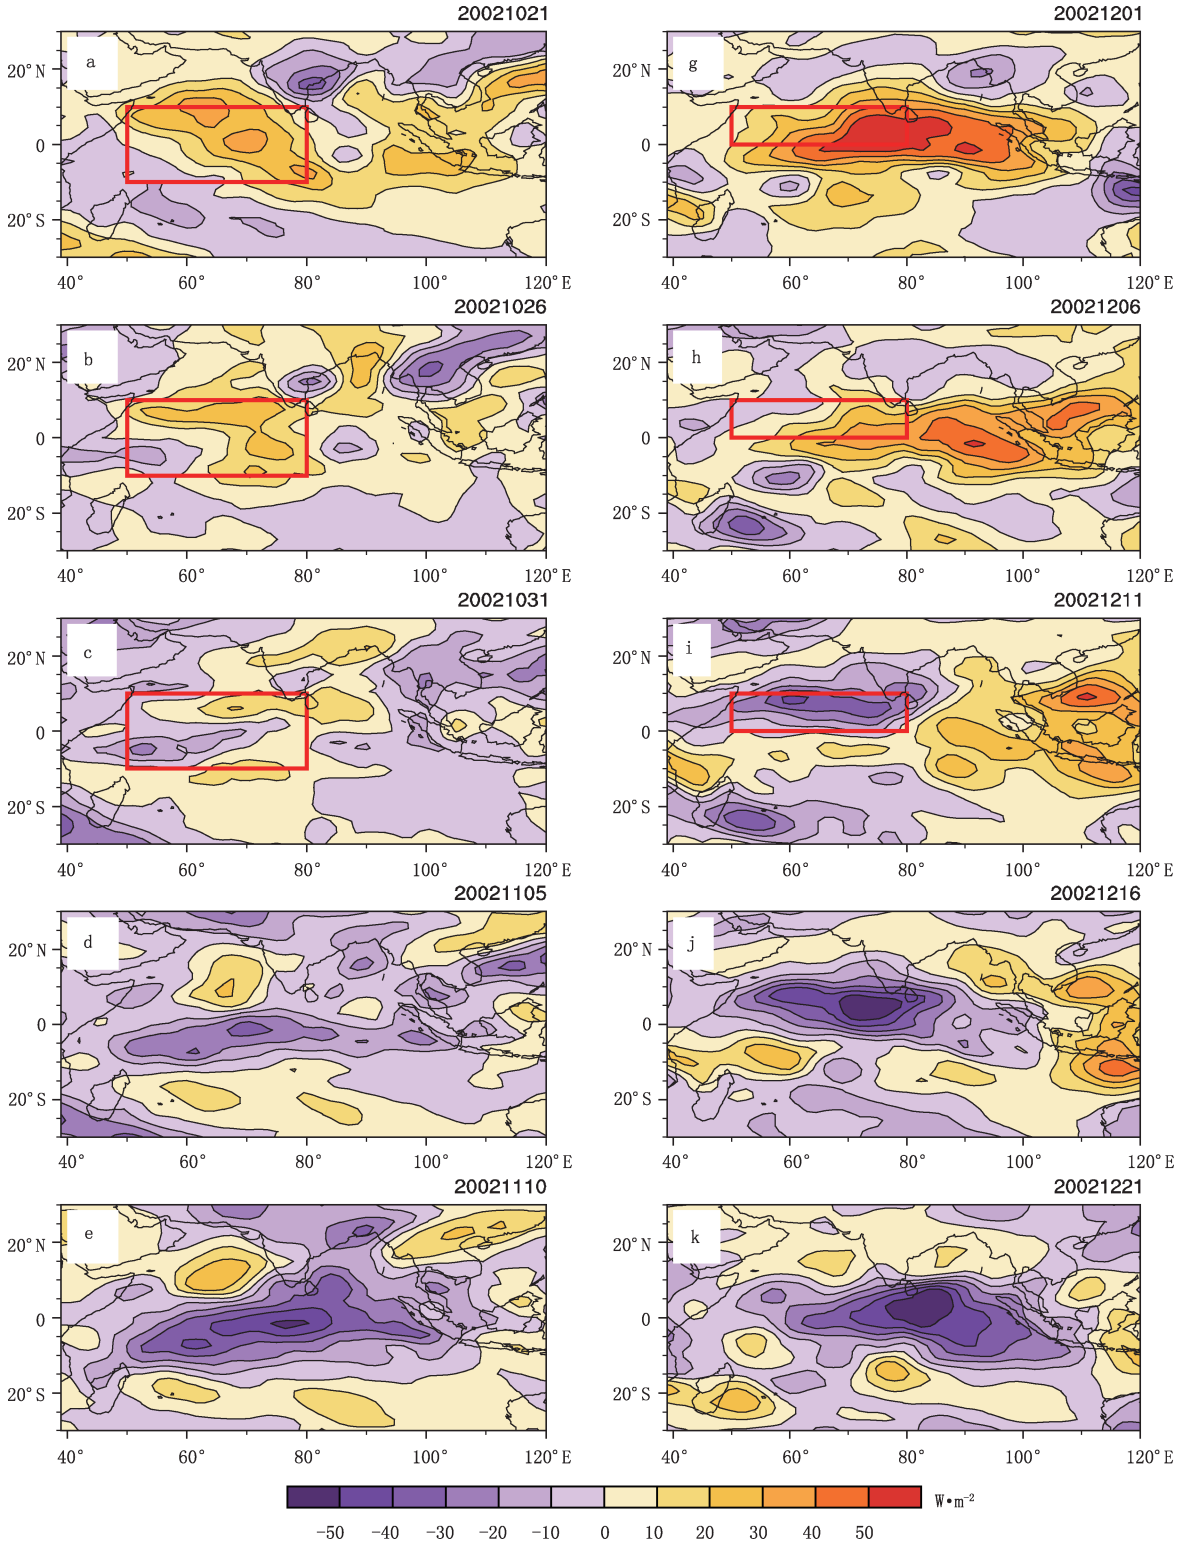 20021021
a
20°N
0
20°S
40°
60°
80°
100°
120°E
20021201
g
20°N
0
20°S
40°
60°
80°
100°
120°E
20021026
b
20°N
0
20°S
40°
60°
80°
100°
120°E
20021206
h
20°N
0
20°S
40°
60°
80°
100°
120°E
20021031
c
20°N
0
20°S
40°
60°
80°
100°
120°E
20021211
i
20°N
0
20°S
40°
60°
80°
100°
120°E
20021105
d
20°N
0
20°S
40°
60°
80°
100°
120°E
20021216
j
20°N
0
20°S
40°
60°
80°
100°
120°E
20021110
e
20°N
0
20°S
40°
60°
80°
100°
120°E
20021221
k
20°N
0
20°S
40°
60°
80°
100°
120°E
W•m⁻²
-50 -40 -30 -20 -10 0 10 20 30 40 50